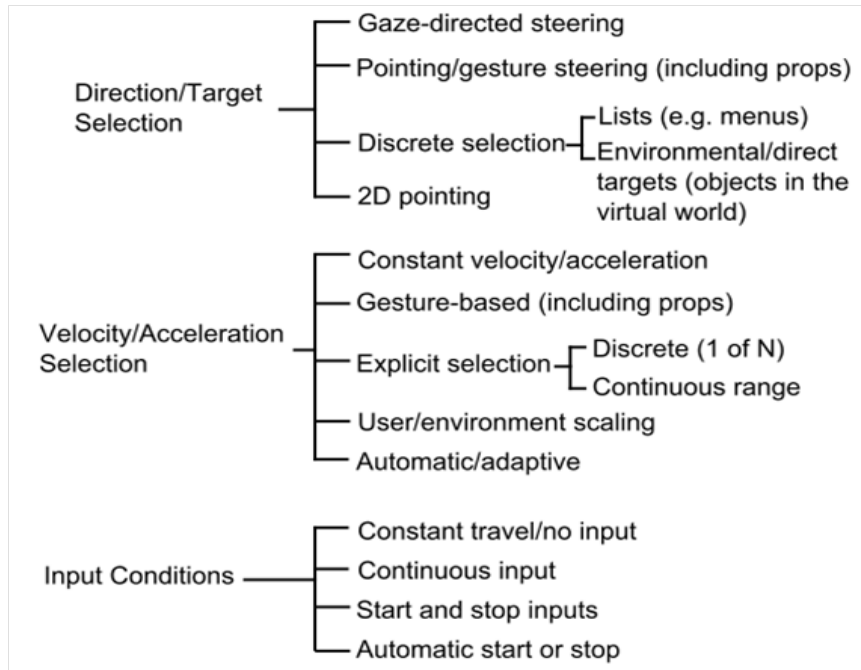 Gaze-directed steering
Pointing/gesture steering (including props)
Direction/Target
Selection
Discrete selection
Lists (e.g. menus)
Environmental/direct
targets (objects in the
virtual world)
2D pointing
Constant velocity/acceleration
Gesture-based (including props)
Velocity/Acceleration
Selection
Explicit selection
Discrete (1 of N)
Continuous range
User/environment scaling
Automatic/adaptive
Constant travel/no input
Input Conditions
Continuous input
Start and stop inputs
Automatic start or stop